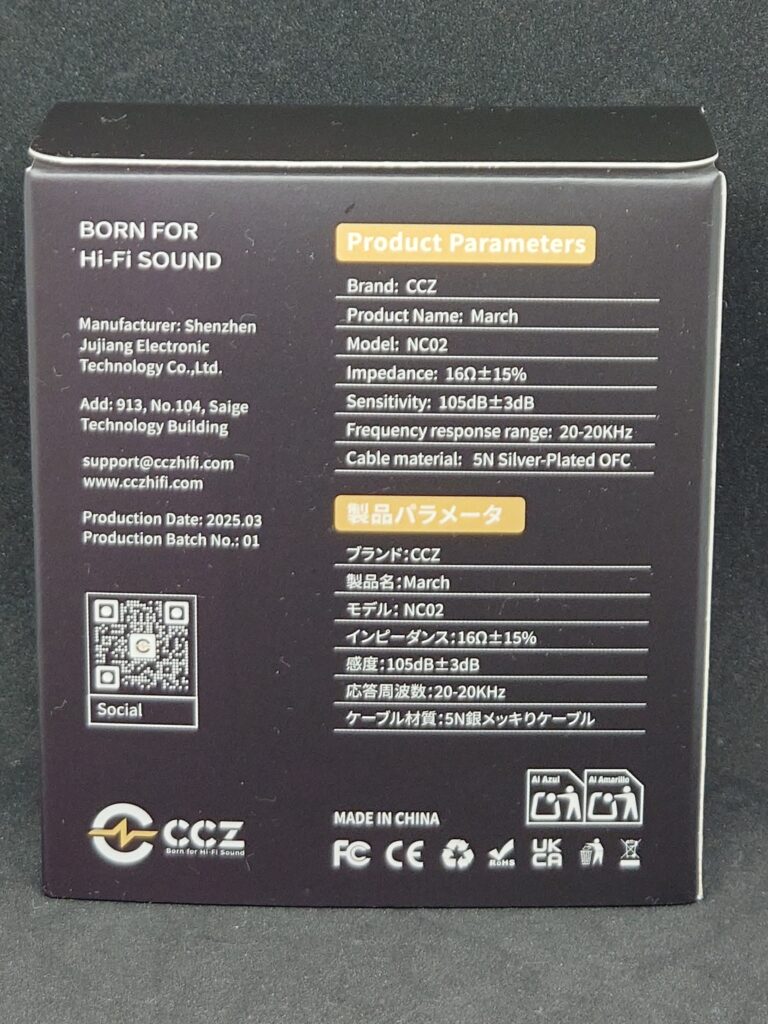 BORN FOR
Hi-Fi SOUND
Manufacturer: Shenzhen
Jujiang Electronic
Technology Co.,Ltd.
Add: 913, No.104, Saige
Technology Building
support@cczhifi.com
www.cczhifi.com
Production Date: 2025.03
Production Batch No.: 01
Social
CCZ
Born for Hi-Fi Sound
Product Parameters
Brand: CCZ
Product Name: March
Model: NC02
Impedance: 16Ω±15%
Sensitivity: 105dB±3dB
Frequency response range: 20-20KHz
Cable material: 5N Silver-Plated OFC
製品パラメータ
ブランド:CCZ
製品名:March
モデル: NC02
インピーダンス:16Ω±15%
感度:105dB±3dB
応答周波数:20-20KHz
ケーブル材質:5N銀メッキりケーブル
Al Azul
Al Amarillo
MADE IN CHINA
FC CE RoHS UK CA